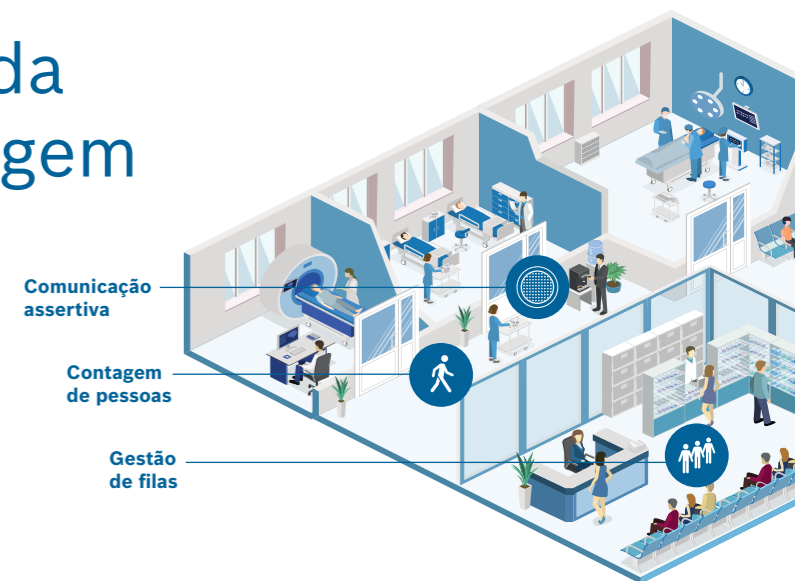 da
gem
Comunicação
assertiva
Contagem
de pessoas
Gestão
de filas